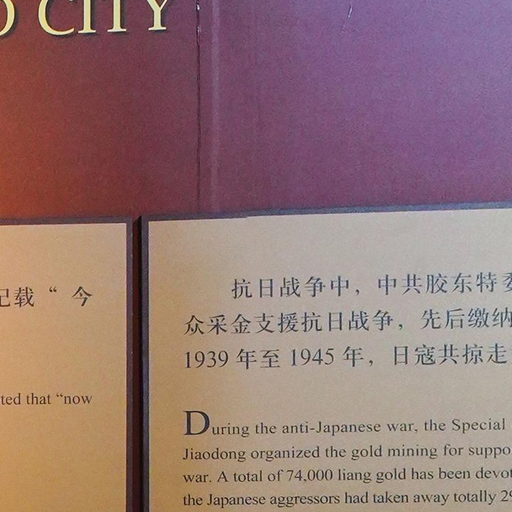 CITY
记载“ 今
ted that “now
抗日战争中，中共胶东特委
众采金支援抗日战争，先后缴纳
1939 年至 1945 年，日寇共掠走
During the anti-Japanese war, the Special
Jiaodong organized the gold mining for suppo
war. A total of 74,000 liang gold has been devot
the Japanese aggressors had taken away totally 29